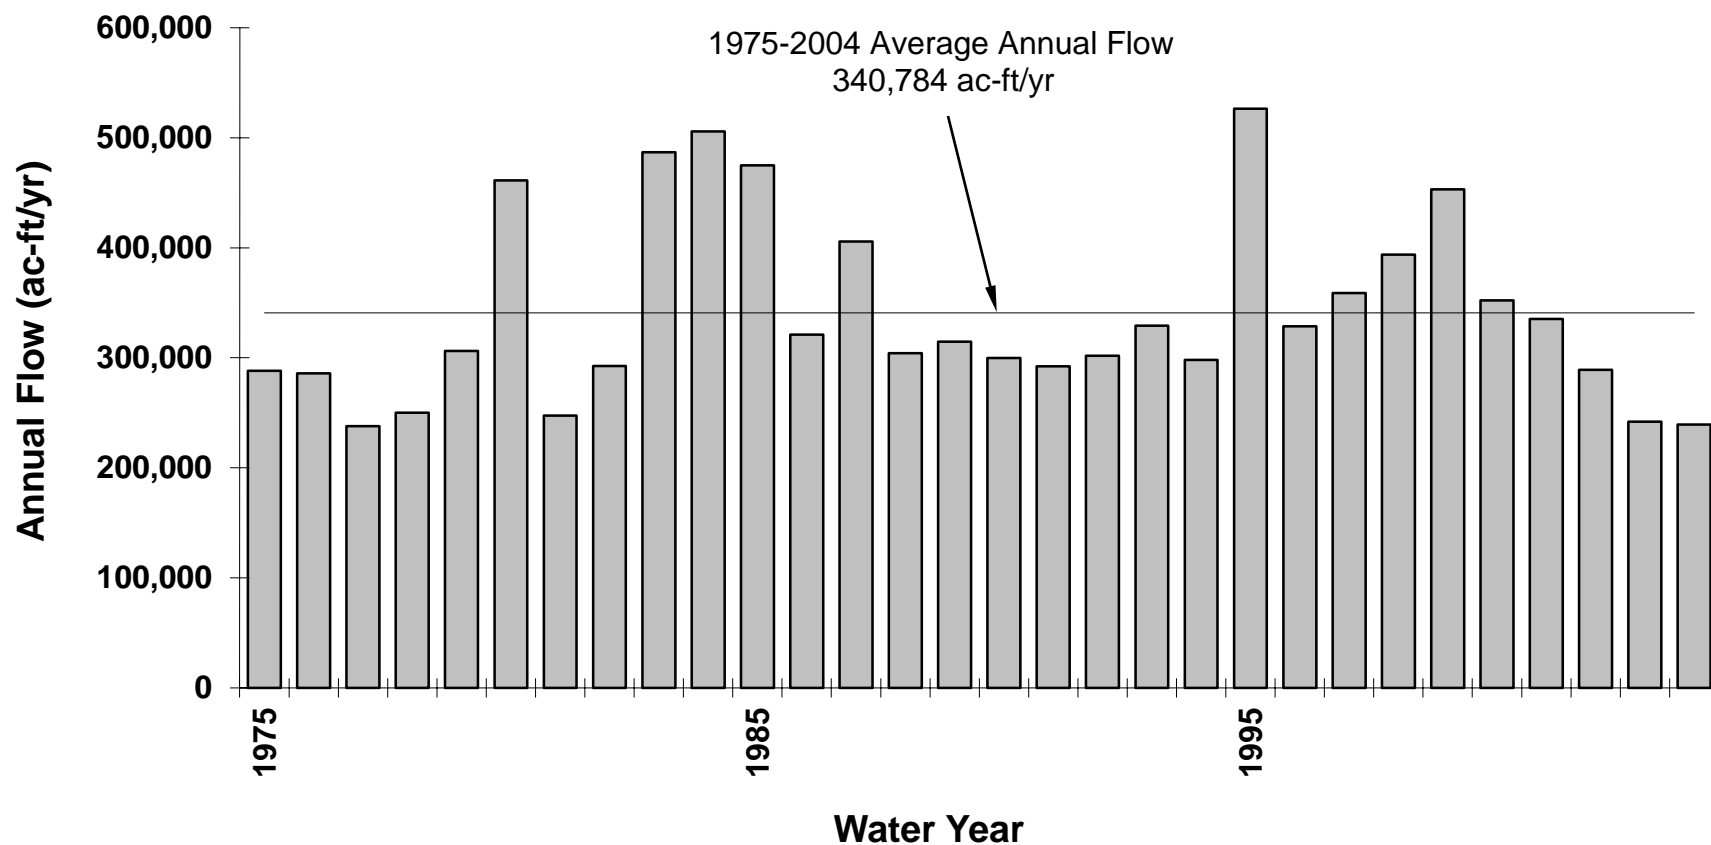 600,000
500,000
400,000
300,000
200,000
100,000
0
Annual Flow (ac-ft/yr)
1975-2004 Average Annual Flow
340,784 ac-ft/yr
1975
1985
1995
Water Year